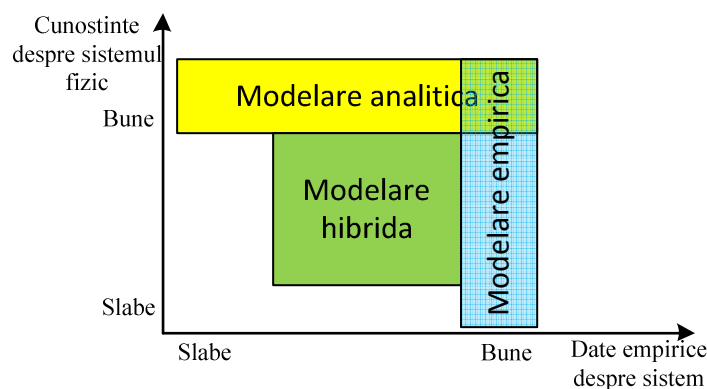 Cunostinte
despre sistemul
fizic
Bune
Slabe
Modelare analitica
Modelare
hibrida
Modelare empirica
Slabe
Bune
Date empirice
despre sistem